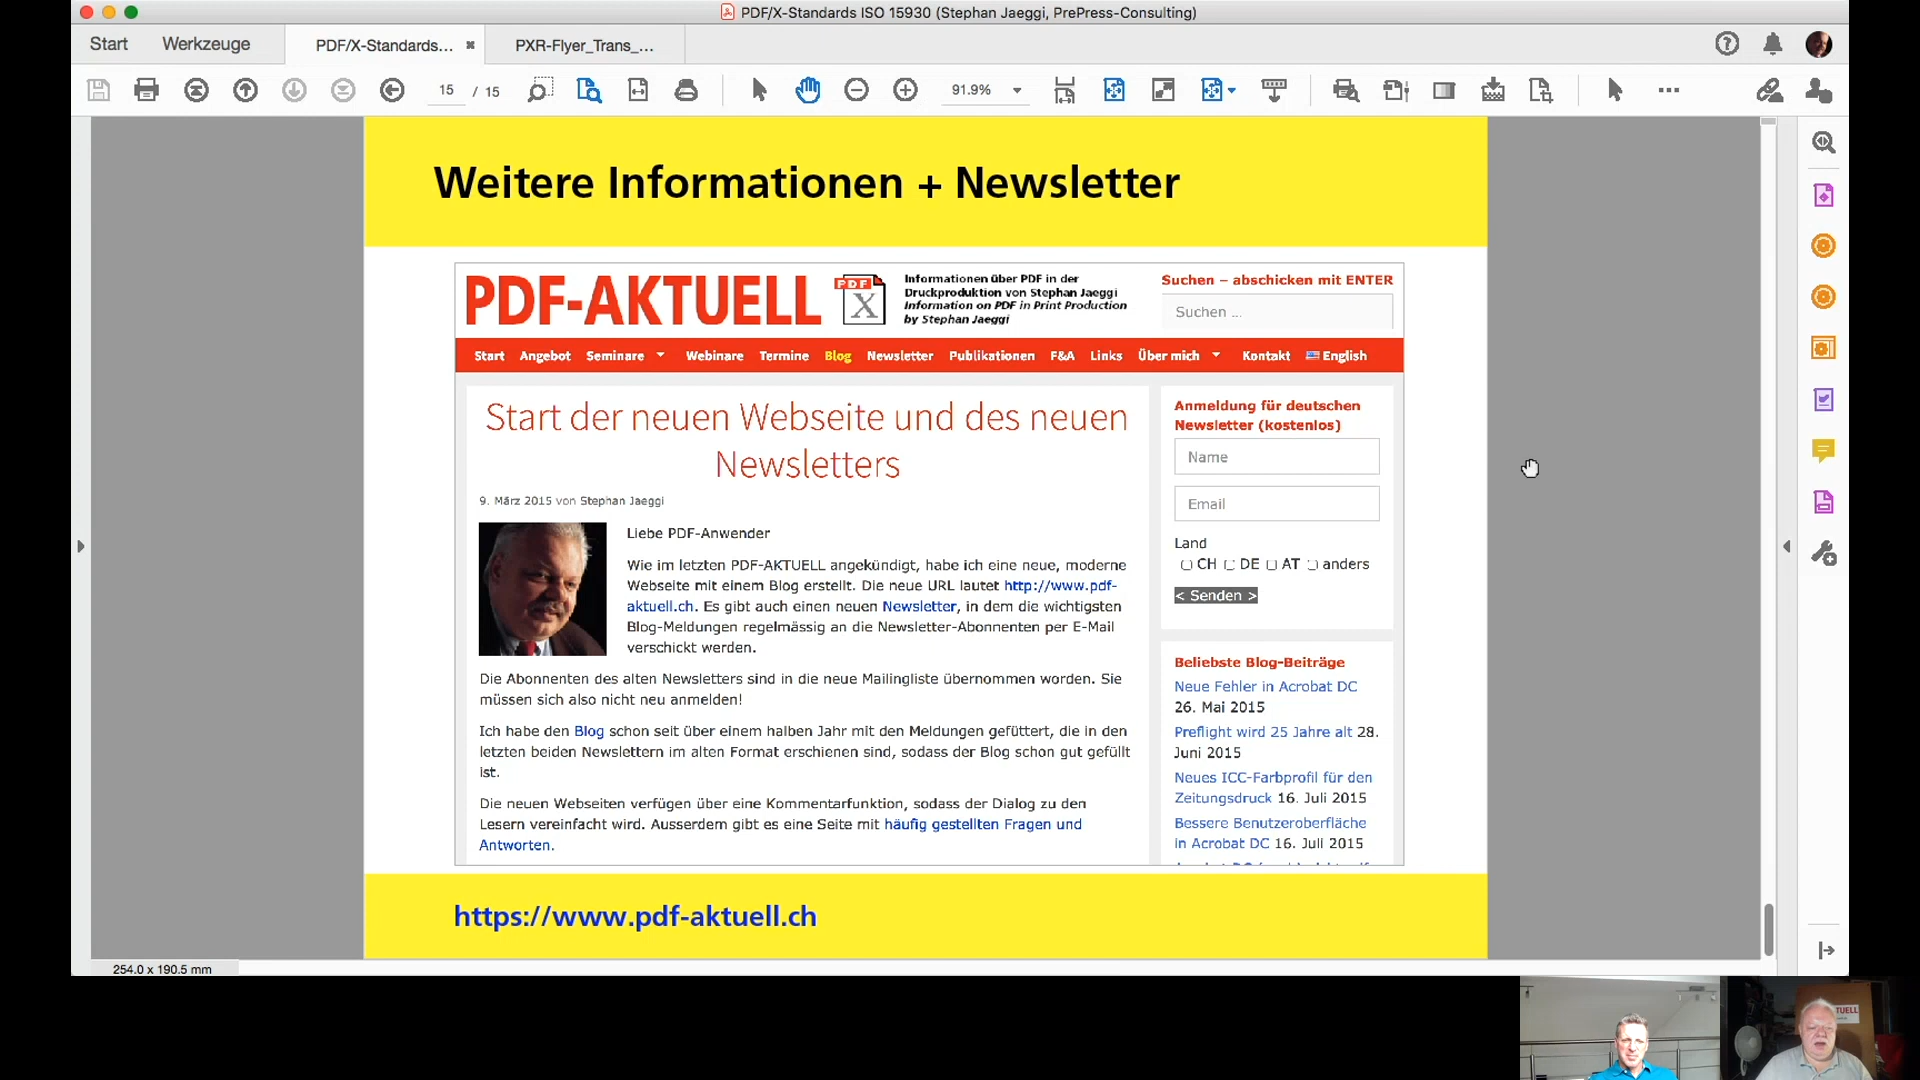 PDF/X-Standards ISO 15930 (Stephan Jaeggi, PrePress-Consulting)
Start Werkzeuge PDF/X-Standards... PXR-Flyer_Trans_...
15 / 15 91.9%
Weitere Informationen + Newsletter
PDF-AKTUELL
PDF
X
Informationen über PDF in der
Druckproduktion von Stephan Jaeggi
Information on PDF in Print Production
by Stephan Jaeggi
Suchen – abschicken mit ENTER
Suchen ...
Start Angebot Seminare Webinare Termine Blog Newsletter Publikationen F&A Links Über mich Kontakt English
Start der neuen Webseite und des neuen
Newsletters
9. März 2015 von Stephan Jaeggi
Liebe PDF-Anwender
Wie im letzten PDF-AKTUELL angekündigt, habe ich eine neue, moderne
Webseite mit einem Blog erstellt. Die neue URL lautet http://www.pdf-
aktuell.ch. Es gibt auch einen neuen Newsletter, in dem die wichtigsten
Blog-Meldungen regelmässig an die Newsletter-Abonnenten per E-Mail
verschickt werden.
Die Abonnenten des alten Newsletters sind in die neue Mailingliste übernommen worden. Sie
müssen sich also nicht neu anmelden!
Ich habe den Blog schon seit über einem halben Jahr mit den Meldungen gefüttert, die in den
letzten beiden Newslettern im alten Format erschienen sind, sodass der Blog schon gut gefüllt
ist.
Die neuen Webseiten verfügen über eine Kommentarfunktion, sodass der Dialog zu den
Lesern vereinfacht wird. Ausserdem gibt es eine Seite mit häufig gestellten Fragen und
Antworten.
Anmeldung für deutschen
Newsletter (kostenlos)
Name
Email
Land
CH DE AT anders
< Senden >
Beliebste Blog-Beiträge
Neue Fehler in Acrobat DC
26. Mai 2015
Preflight wird 25 Jahre alt 28.
Juni 2015
Neues ICC-Farbprofil für den
Zeitungsdruck 16. Juli 2015
Bessere Benutzeroberfläche
in Acrobat DC 16. Juli 2015
https://www.pdf-aktuell.ch
254.0 x 190.5 mm
TUELL